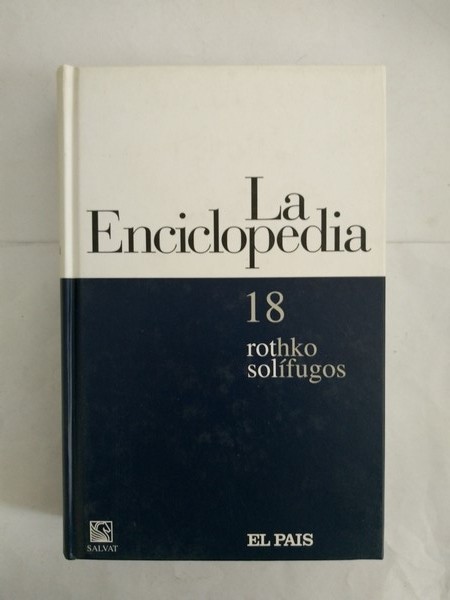 La
Enciclopedia
18
rothko
solífugos
SALVAT
EL PAIS